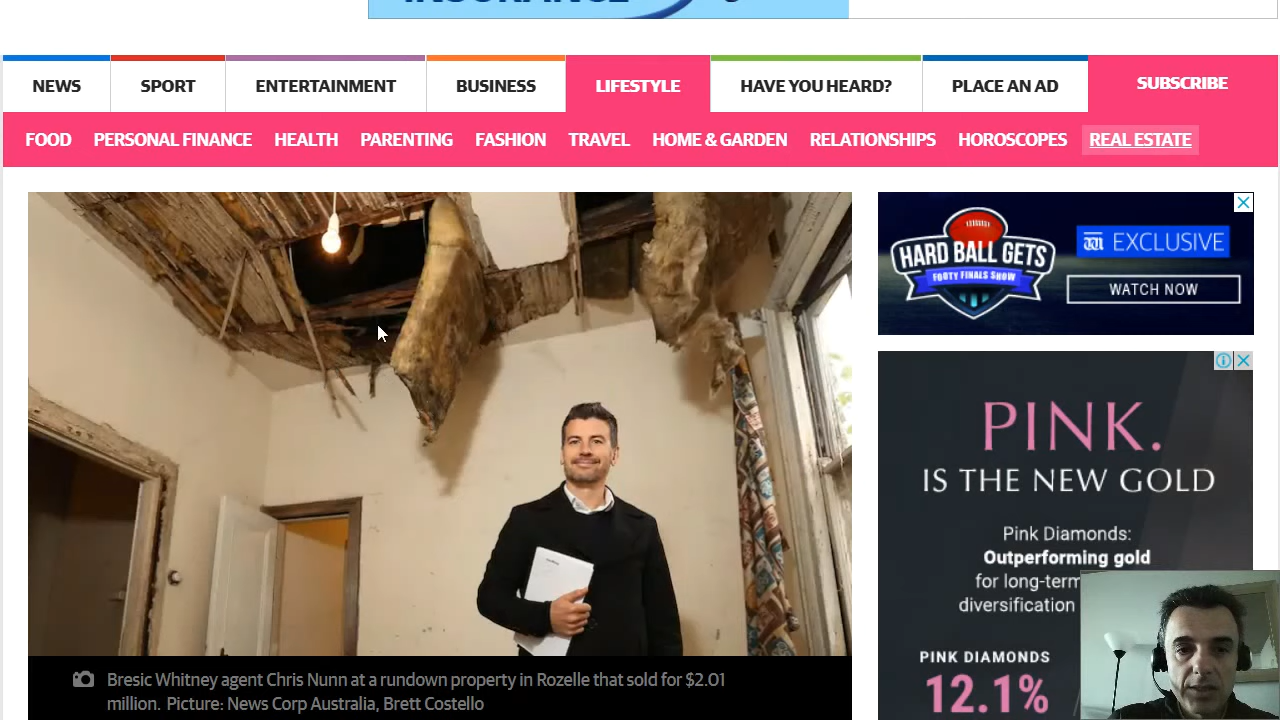 NEWS SPORT ENTERTAINMENT BUSINESS LIFESTYLE HAVE YOU HEARD? PLACE AN AD SUBSCRIBE
FOOD PERSONAL FINANCE HEALTH PARENTING FASHION TRAVEL HOME & GARDEN RELATIONSHIPS HOROSCOPES REAL ESTATE
HARD BALL GETS
FOOTY FINALS SHOW
EXCLUSIVE
WATCH NOW
PINK.
IS THE NEW GOLD
Pink Diamonds:
Outperforming gold
for long-term
diversification
PINK DIAMONDS
12.1%
Bresic Whitney agent Chris Nunn at a rundown property in Rozelle that sold for $2.01
million. Picture: News Corp Australia, Brett Costello